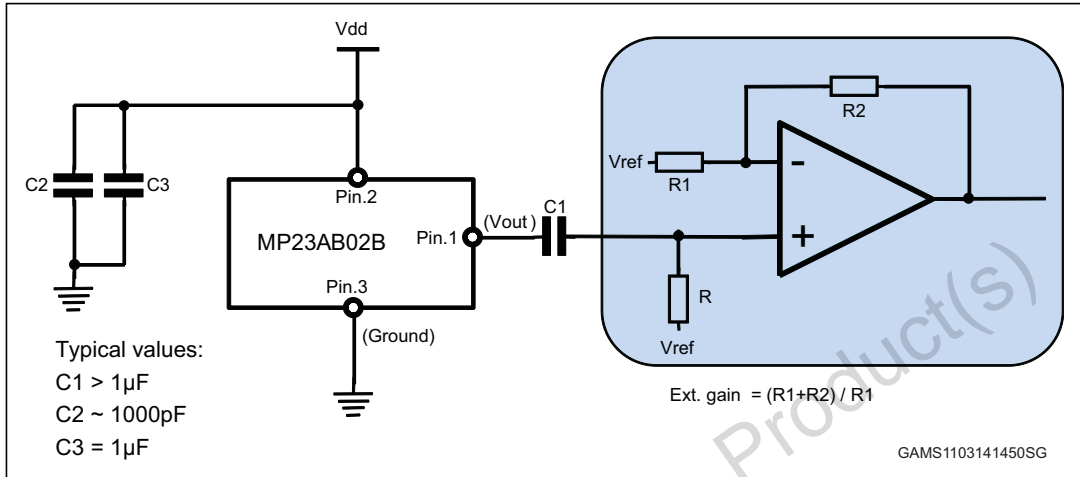 Vdd
C2
C3
Pin.2
MP23AB02B
Pin.1
(Vout)
C1
Pin.3
(Ground)
R2
Vref
R1
-
+
R
Vref
Typical values:
C1 > 1µF
C2 ~ 1000pF
C3 = 1µF
Ext. gain = (R1+R2) / R1
Product(s)
GAMS1103141450SG